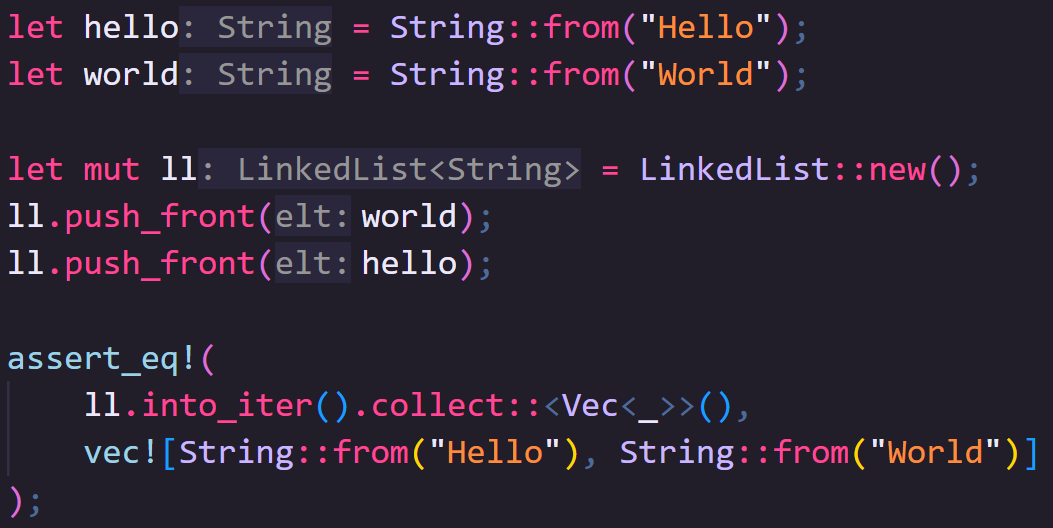 let hello: String = String::from("Hello");
let world: String = String::from("World");
let mut ll: LinkedList<String> = LinkedList::new();
ll.push_front(elt: world);
ll.push_front(elt: hello);
assert_eq!(
    ll.into_iter().collect::<Vec<_>>(),
    vec![String::from("Hello"), String::from("World")]
);